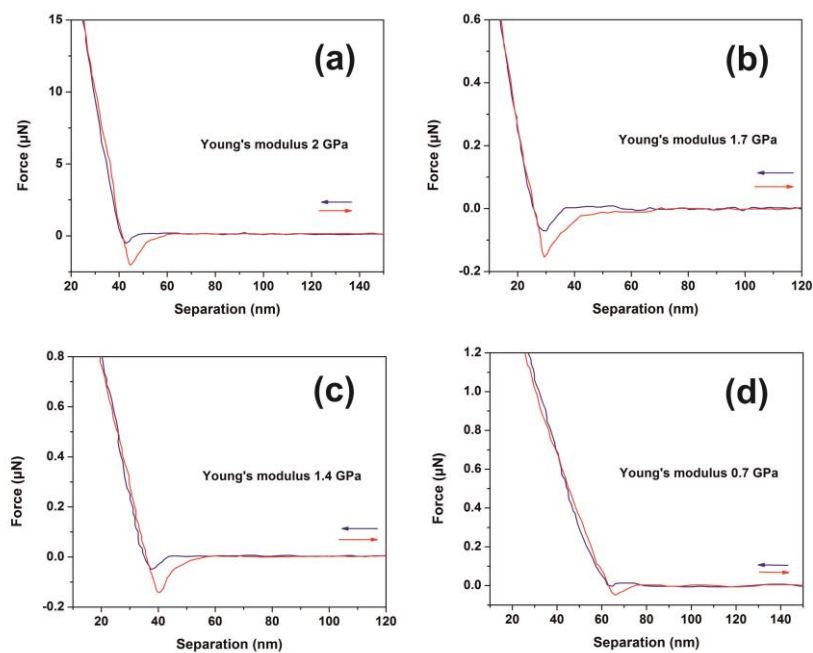 (a)
Young's modulus 2 GPa
Force (µN)
15
10
5
0
-2.5
20 40 60 80 100 120 140
Separation (nm)
(b)
Young's modulus 1.7 GPa
Force (µN)
0.6
0.4
0.2
0.0
-0.2
20 40 60 80 100 120
Separation (nm)
(c)
Young's modulus 1.4 GPa
Force (µN)
0.8
0.6
0.4
0.2
0.0
-0.2
20 40 60 80 100 120
Separation (nm)
(d)
Young's modulus 0.7 GPa
Force (µN)
1.2
1.0
0.8
0.6
0.4
0.2
0.0
20 40 60 80 100 120 140
Separation (nm)